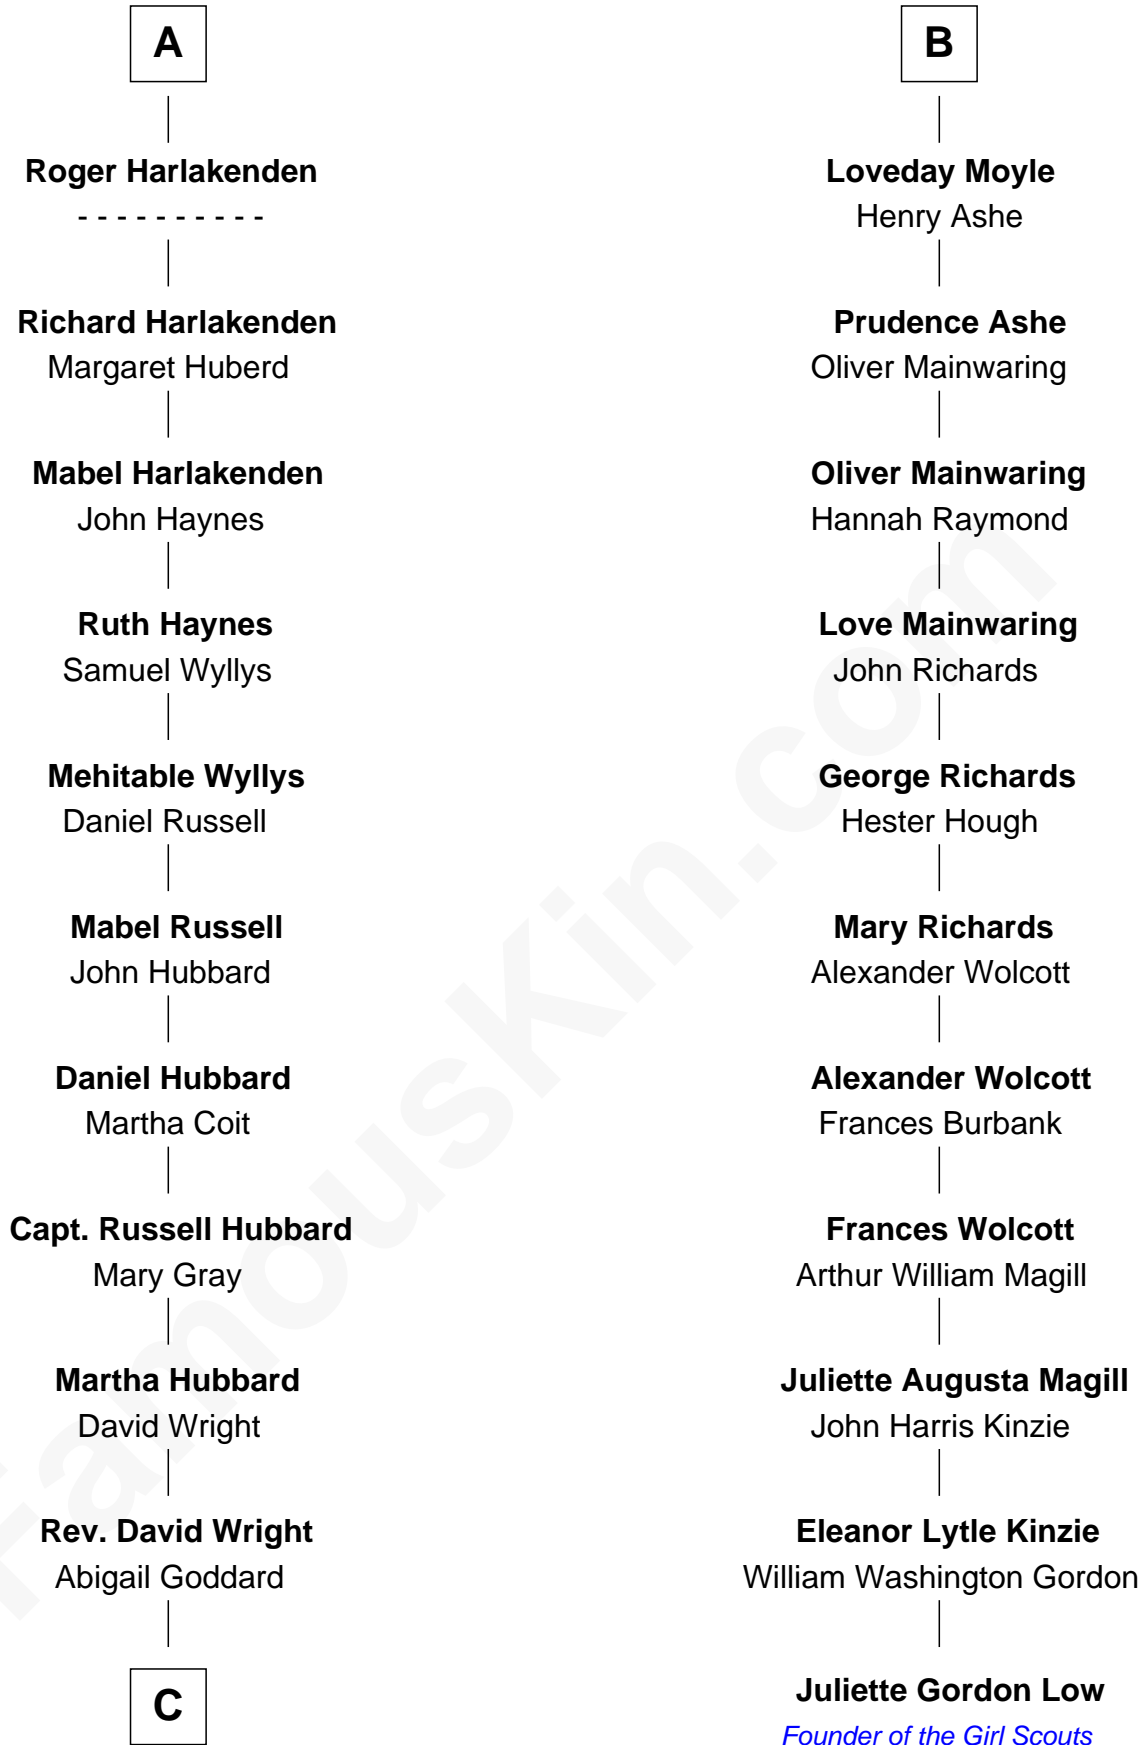 A
Roger Harlakenden
- - - - - - - - - -
Richard Harlakenden
Margaret Huberd
Mabel Harlakenden
John Haynes
Ruth Haynes
Samuel Wyllys
Mehitable Wyllys
Daniel Russell
Mabel Russell
John Hubbard
Daniel Hubbard
Martha Coit
Capt. Russell Hubbard
Mary Gray
Martha Hubbard
David Wright
Rev. David Wright
Abigail Goddard
C
B
Loveday Moyle
Henry Ashe
Prudence Ashe
Oliver Mainwaring
Oliver Mainwaring
Hannah Raymond
Love Mainwaring
John Richards
George Richards
Hester Hough
Mary Richards
Alexander Wolcott
Alexander Wolcott
Frances Burbank
Frances Wolcott
Arthur William Magill
Juliette Augusta Magill
John Harris Kinzie
Eleanor Lytle Kinzie
William Washington Gordon
Juliette Gordon Low
Founder of the Girl Scouts
FamousKin.com